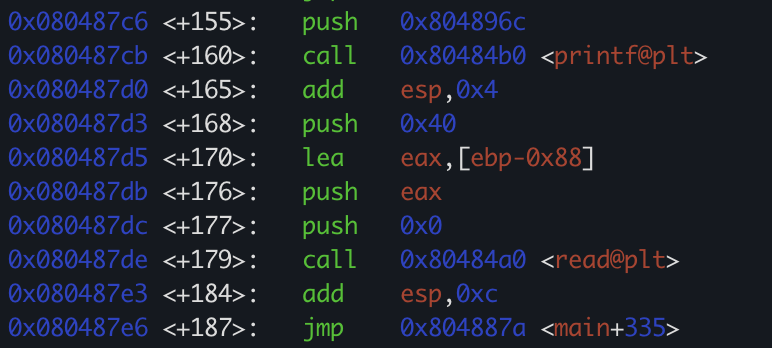 0x080487c6 <+155>: push 0x804896c
0x080487cb <+160>: call 0x80484b0 <printf@plt>
0x080487d0 <+165>: add esp,0x4
0x080487d3 <+168>: push 0x40
0x080487d5 <+170>: lea eax,[ebp-0x88]
0x080487db <+176>: push eax
0x080487dc <+177>: push 0x0
0x080487de <+179>: call 0x80484a0 <read@plt>
0x080487e3 <+184>: add esp,0xc
0x080487e6 <+187>: jmp 0x804887a <main+335>